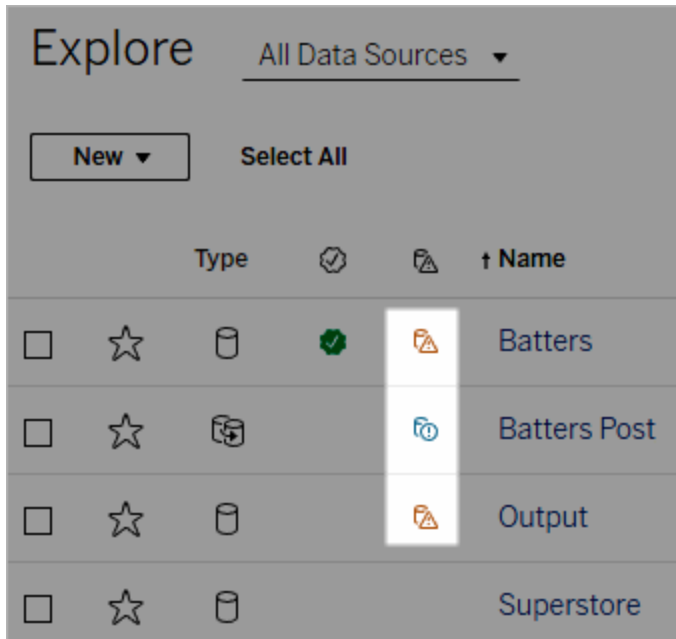 Explore All Data Sources
New Select All
Type Name
Batters
Batters Post
Output
Superstore